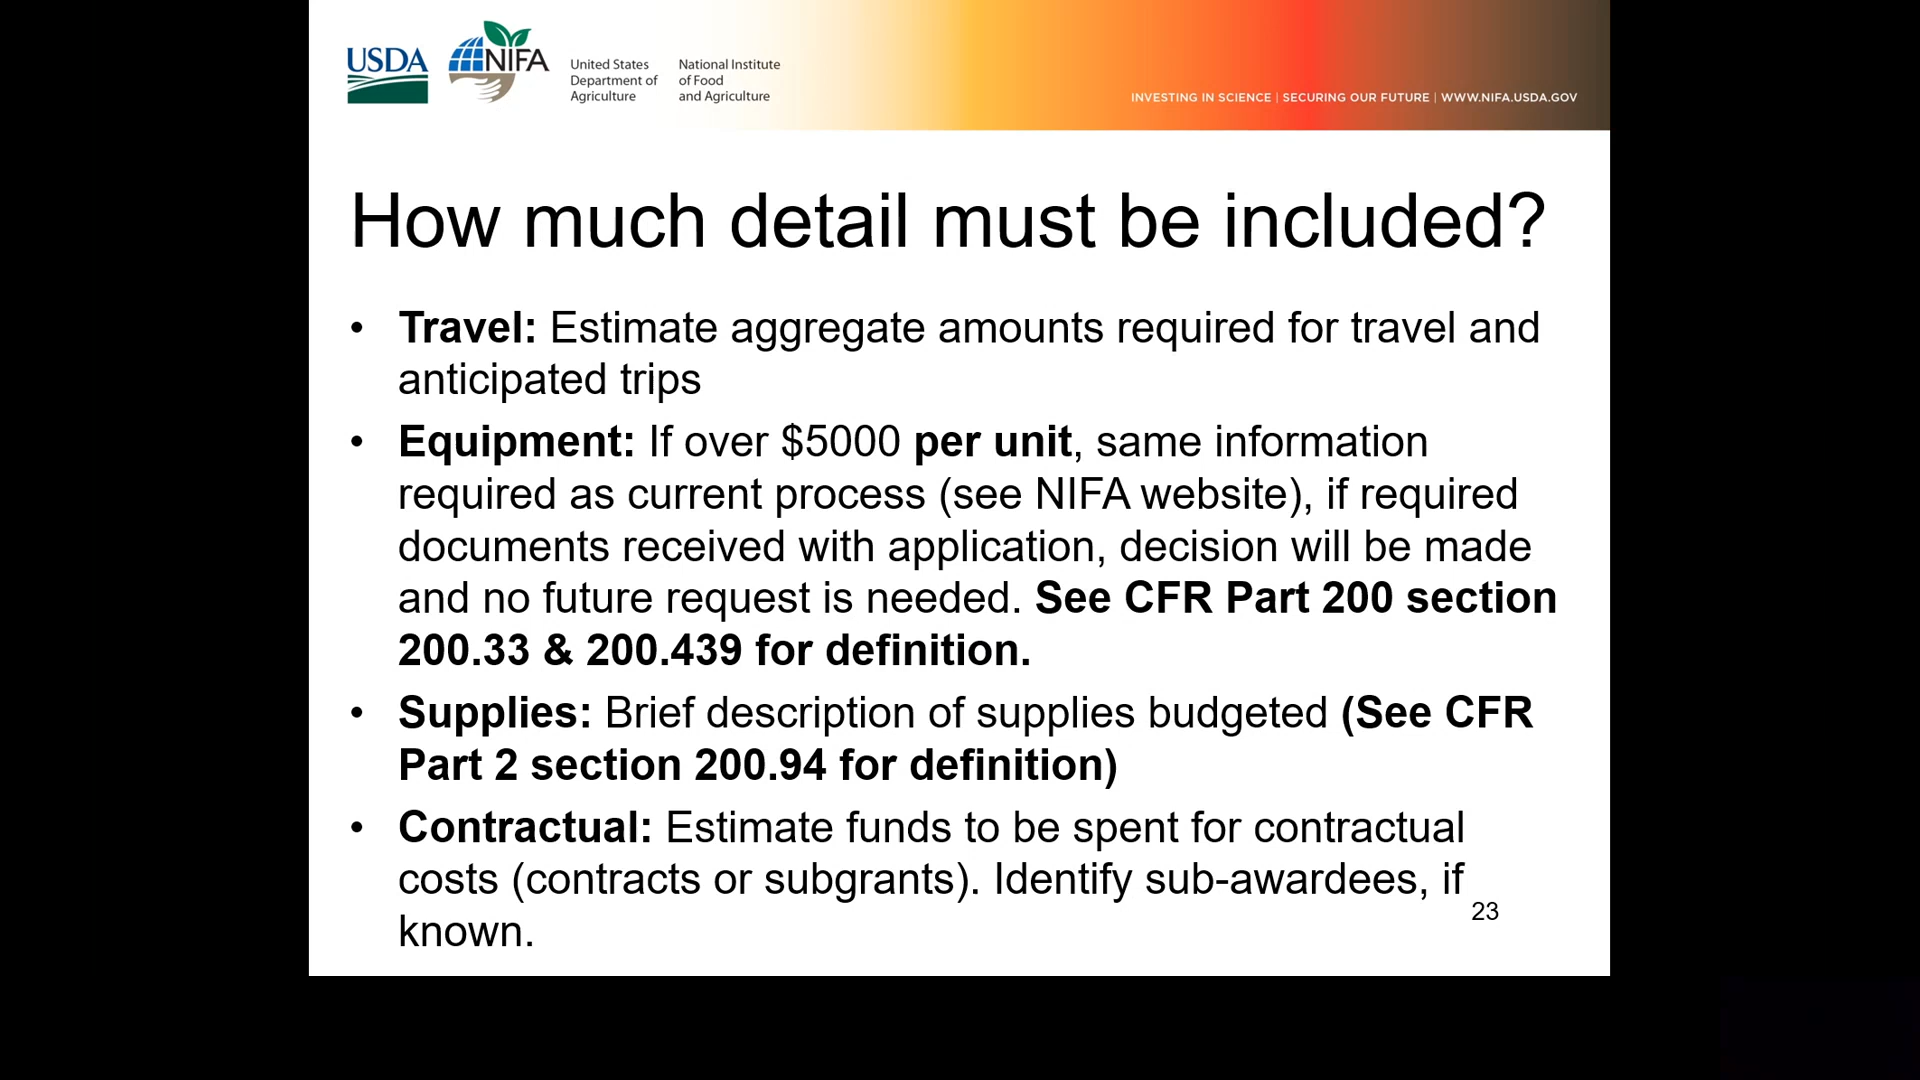 USDA
NIFA
United States
Department of
Agriculture
National Institute
of Food
and Agriculture
INVESTING IN SCIENCE | SECURING OUR FUTURE | WWW.NIFA.USDA.GOV
How much detail must be included?
• Travel: Estimate aggregate amounts required for travel and
anticipated trips
• Equipment: If over $5000 per unit, same information
required as current process (see NIFA website), if required
documents received with application, decision will be made
and no future request is needed. See CFR Part 200 section
200.33 & 200.439 for definition.
• Supplies: Brief description of supplies budgeted (See CFR
Part 2 section 200.94 for definition)
• Contractual: Estimate funds to be spent for contractual
costs (contracts or subgrants). Identify sub-awardees, if
known.
23